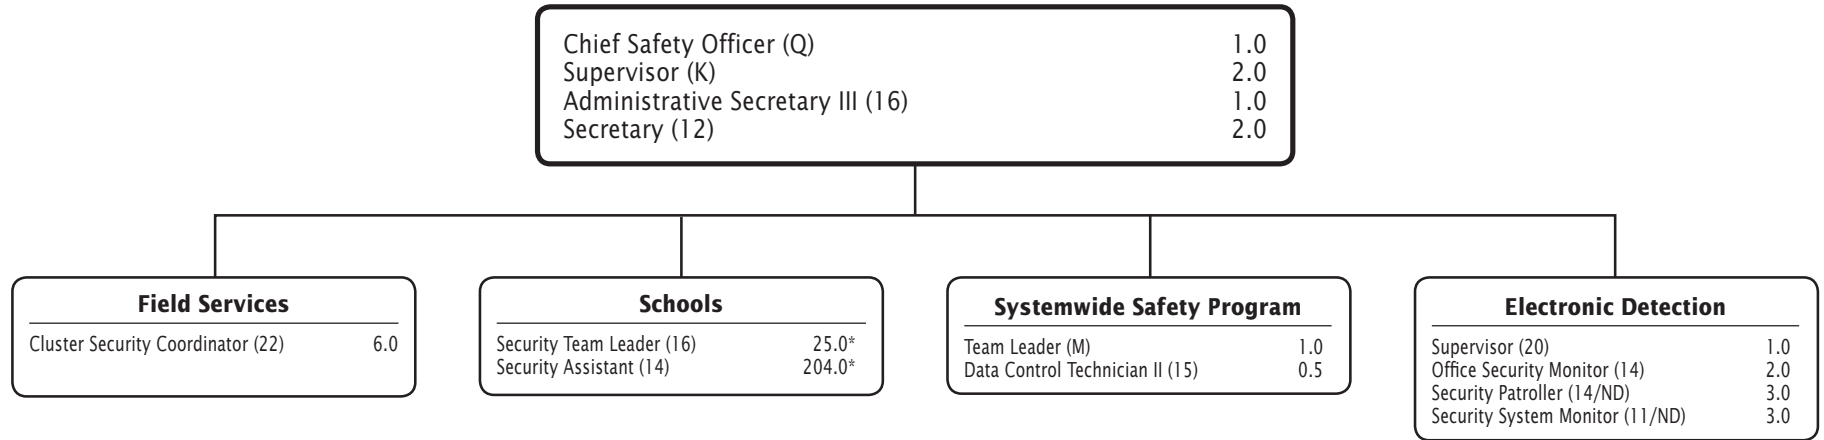 Chief Safety Officer (Q) 1.0
Supervisor (K) 2.0
Administrative Secretary III (16) 1.0
Secretary (12) 2.0
Field Services
Cluster Security Coordinator (22) 6.0
Schools
Security Team Leader (16) 25.0*
Security Assistant (14) 204.0*
Systemwide Safety Program
Team Leader (M) 1.0
Data Control Technician II (15) 0.5
Electronic Detection
Supervisor (20) 1.0
Office Security Monitor (14) 2.0
Security Patroller (14/ND) 3.0
Security System Monitor (11/ND) 3.0